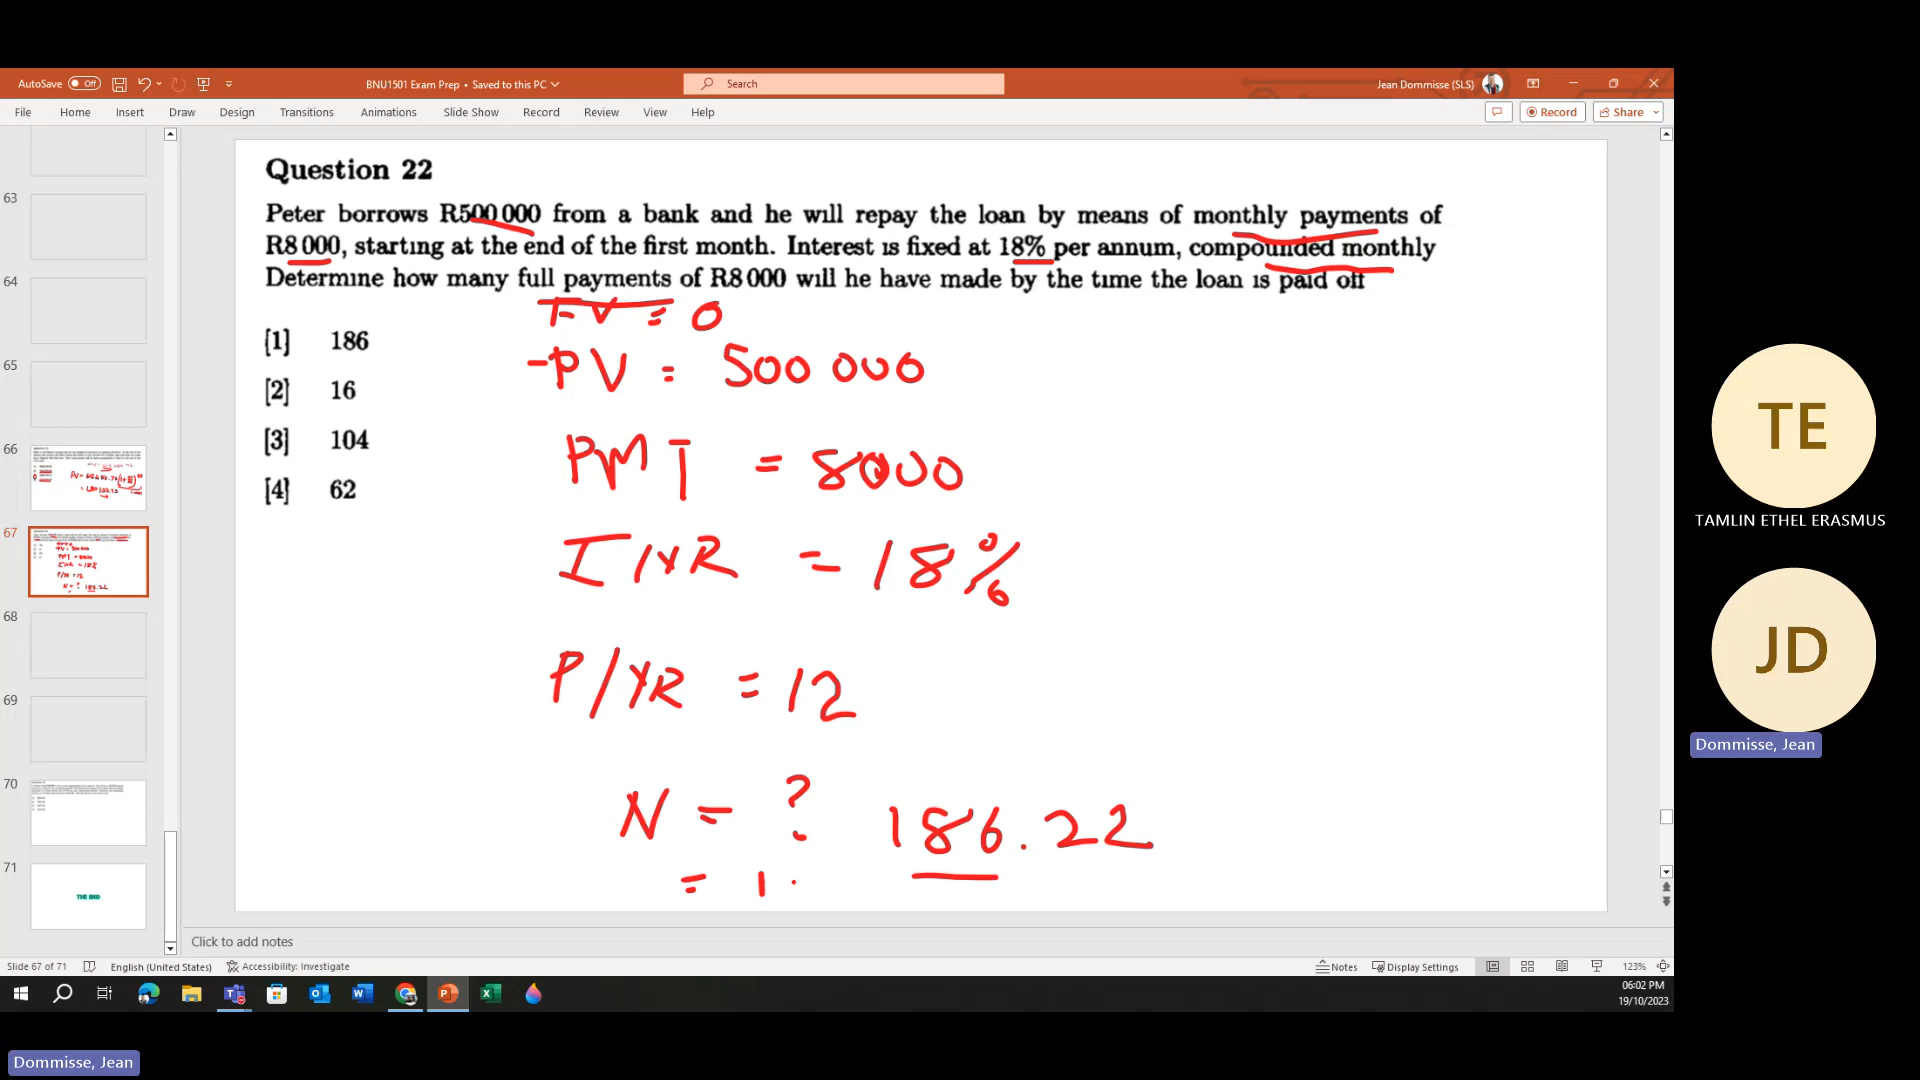 AutoSave Off BNU1501 Exam Prep • Saved to this PC Search Jean Dommisse (SLS)
File Home Insert Draw Design Transitions Animations Slide Show Record Review View Help Record Share
63
64
65
66
67
68
69
70
71
THE END
Question 22
Peter borrows R500 000 from a bank and he will repay the loan by means of monthly payments of
R8 000, starting at the end of the first month. Interest is fixed at 18% per annum, compounded monthly
Determine how many full payments of R8 000 will he have made by the time the loan is paid off
[1] 186
[2] 16
[3] 104
[4] 62
FV = 0
-PV = 500 000
PMT = 8000
I/YR = 18%
P/YR = 12
N = ? 186.22
= 1.
Click to add notes
Slide 67 of 71 English (United States) Accessibility: Investigate Notes Display Settings 123%
06:02 PM
19/10/2023
TE
TAMLIN ETHEL ERASMUS
JD
Dommisse, Jean
Dommisse, Jean